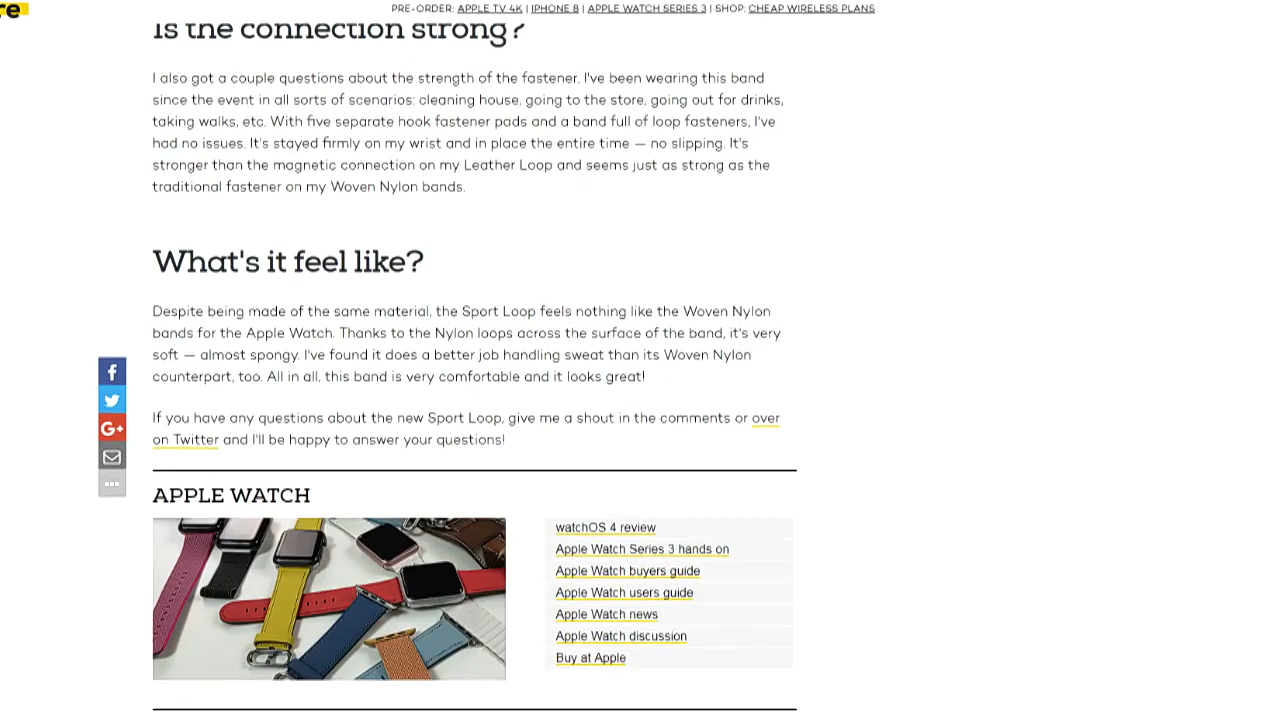 re
PRE-ORDER: APPLE TV 4K | IPHONE 8 | APPLE WATCH SERIES 3 | SHOP: CHEAP WIRELESS PLANS
Is the connection strong?
I also got a couple questions about the strength of the fastener. I've been wearing this band
since the event in all sorts of scenarios: cleaning house, going to the store, going out for drinks,
taking walks, etc. With five separate hook fastener pads and a band full of loop fasteners, I've
had no issues. It's stayed firmly on my wrist and in place the entire time — no slipping. It's
stronger than the magnetic connection on my Leather Loop and seems just as strong as the
traditional fastener on my Woven Nylon bands.
What's it feel like?
Despite being made of the same material, the Sport Loop feels nothing like the Woven Nylon
bands for the Apple Watch. Thanks to the Nylon loops across the surface of the band, it's very
soft — almost spongy. I've found it does a better job handling sweat than its Woven Nylon
counterpart, too. All in all, this band is very comfortable and it looks great!
If you have any questions about the new Sport Loop, give me a shout in the comments or over
on Twitter and I'll be happy to answer your questions!
APPLE WATCH
watchOS 4 review
Apple Watch Series 3 hands on
Apple Watch buyers guide
Apple Watch users guide
Apple Watch news
Apple Watch discussion
Buy at Apple